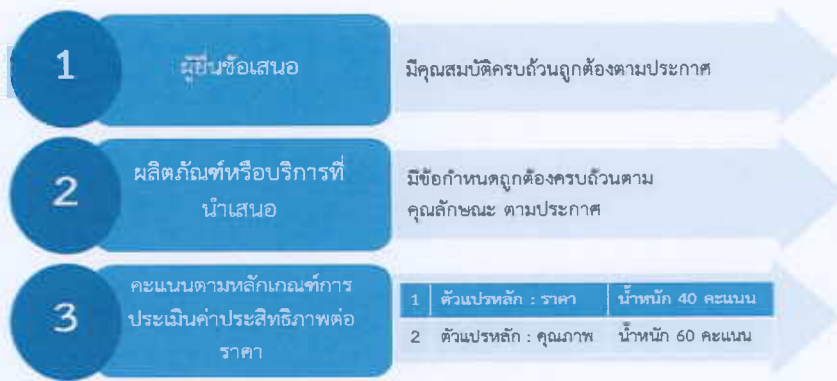 1
ผู้ยื่นข้อเสนอ
มีคุณสมบัติครบถ้วนถูกต้องตามประกาศ
2
ผลิตภัณฑ์หรือบริการที่
นำเสนอ
มีข้อกำหนดถูกต้องครบถ้วนตาม
คุณลักษณะ ตามประกาศ
3
คะแนนตามหลักเกณฑ์การ
ประเมินค่าประสิทธิภาพต่อ
ราคา
1 ตัวแปรหลัก : ราคา น้ำหนัก 40 คะแนน
2 ตัวแปรหลัก : คุณภาพ น้ำหนัก 60 คะแนน